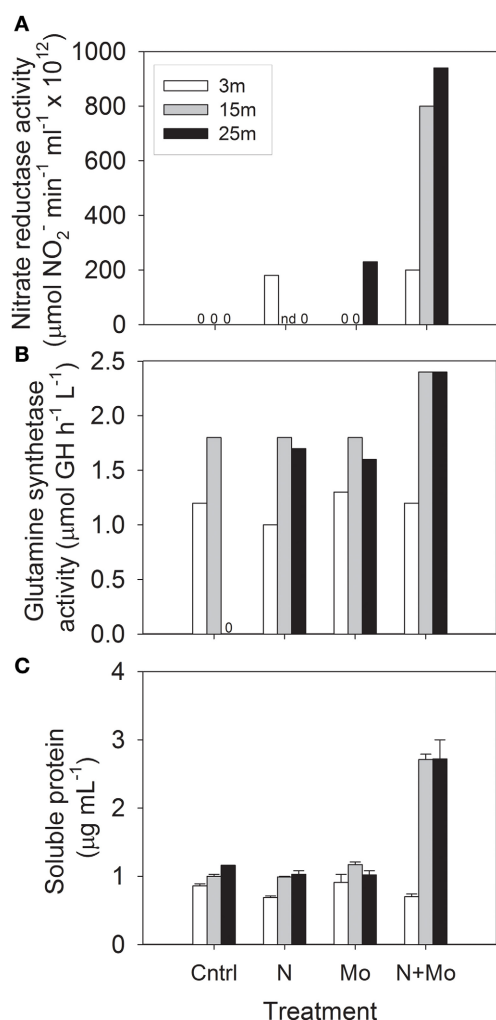 A
Nitrate reductase activity
(μmol NO₂⁻ min⁻¹ ml⁻¹ x 10¹²)
1000
800
600
400
200
0
3m
15m
25m
0 0 0
nd 0
0 0
B
Glutamine synthetase
activity (μmol GH h⁻¹ L⁻¹)
2.5
2.0
1.5
1.0
0.5
0.0
0
C
Soluble protein
(μg mL⁻¹)
4
3
2
1
0
Cntrl N Mo N+Mo
Treatment